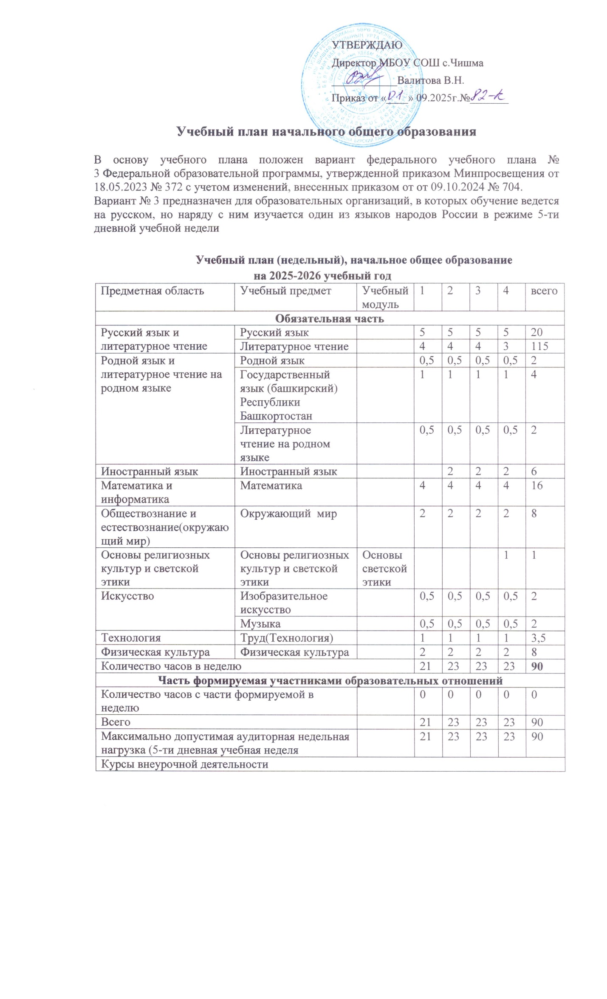 УТВЕРЖДАЮ
Директор МБОУ СОШ с.Чишма
Валитова В.Н.
Приказ от «01» 09.2025г.№82-к
Учебный план начального общего образования
В основу учебного плана положен вариант федерального учебного плана №
3 Федеральной образовательной программы, утвержденной приказом Минпросвещения от
18.05.2023 № 372 с учетом изменений, внесенных приказом от от 09.10.2024 № 704.
Вариант № 3 предназначен для образовательных организаций, в которых обучение ведется
на русском, но наряду с ним изучается один из языков народов России в режиме 5-ти
дневной учебной недели
Учебный план (недельный), начальное общее образование
на 2025-2026 учебный год
Предметная область Учебный предмет Учебный 1 2 3 4 всего
модуль
Обязательная часть
Русский язык и Русский язык 5 5 5 5 20
литературное чтение Литературное чтение 4 4 4 3 115
Родной язык и Родной язык 0,5 0,5 0,5 0,5 2
литературное чтение на Государственный 1 1 1 1 4
родном языке язык (башкирский)
Республики
Башкортостан
Литературное 0,5 0,5 0,5 0,5 2
чтение на родном
языке
Иностранный язык Иностранный язык 2 2 2 6
Математика и Математика 4 4 4 4 16
информатика
Обществознание и Окружающий мир 2 2 2 2 8
естествознание(окружаю
щий мир)
Основы религиозных Основы религиозных Основы 1 1
культур и светской культур и светской светской
этики этики этики
Искусство Изобразительное 0,5 0,5 0,5 0,5 2
искусство
Музыка 0,5 0,5 0,5 0,5 2
Технология Труд(Технология) 1 1 1 1 3,5
Физическая культура Физическая культура 2 2 2 2 8
Количество часов в неделю 21 23 23 23 90
Часть формируемая участниками образовательных отношений
Количество часов с части формируемой в 0 0 0 0 0
неделю
Всего 21 23 23 23 90
Максимально допустимая аудиторная недельная 21 23 23 23 90
нагрузка (5-ти дневная учебная неделя
Курсы внеурочной деятельности